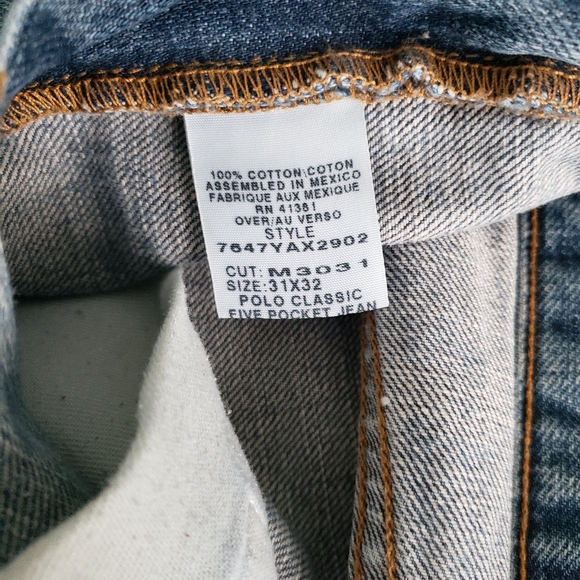 100% COTTON\COTON
ASSEMBLED IN MEXICO
FABRIQUE AUX MEXIQUE
RN 41381
OVER/AU VERSO
STYLE
7647YAX2902
CUT: M3031
SIZE:31X32
POLO CLASSIC
FIVE POCKET JEAN